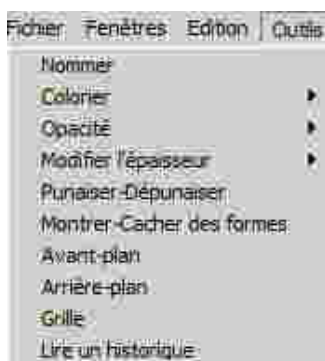 Fichier Fenêtres Edition Outils
Nommer
Colorier
Opacité
Modifier l'épaisseur
Punaiser-Dépunaiser
Montrer-Cacher des formes
Avant-plan
Arrière-plan
Grille
Lire un historique